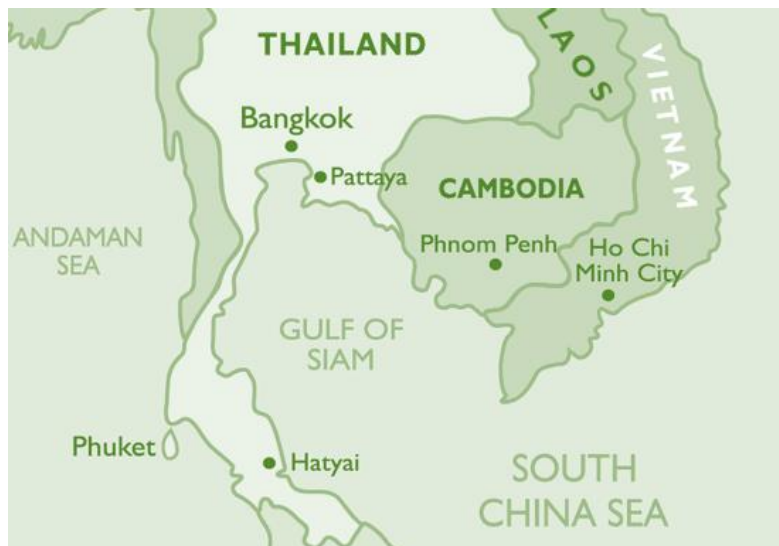 THAILAND
LAOS
VIETNAM
Bangkok
Pattaya
CAMBODIA
ANDAMAN
SEA
Phnom Penh
Ho Chi
Minh City
GULF OF
SIAM
Phuket
Hatyai
SOUTH
CHINA SEA